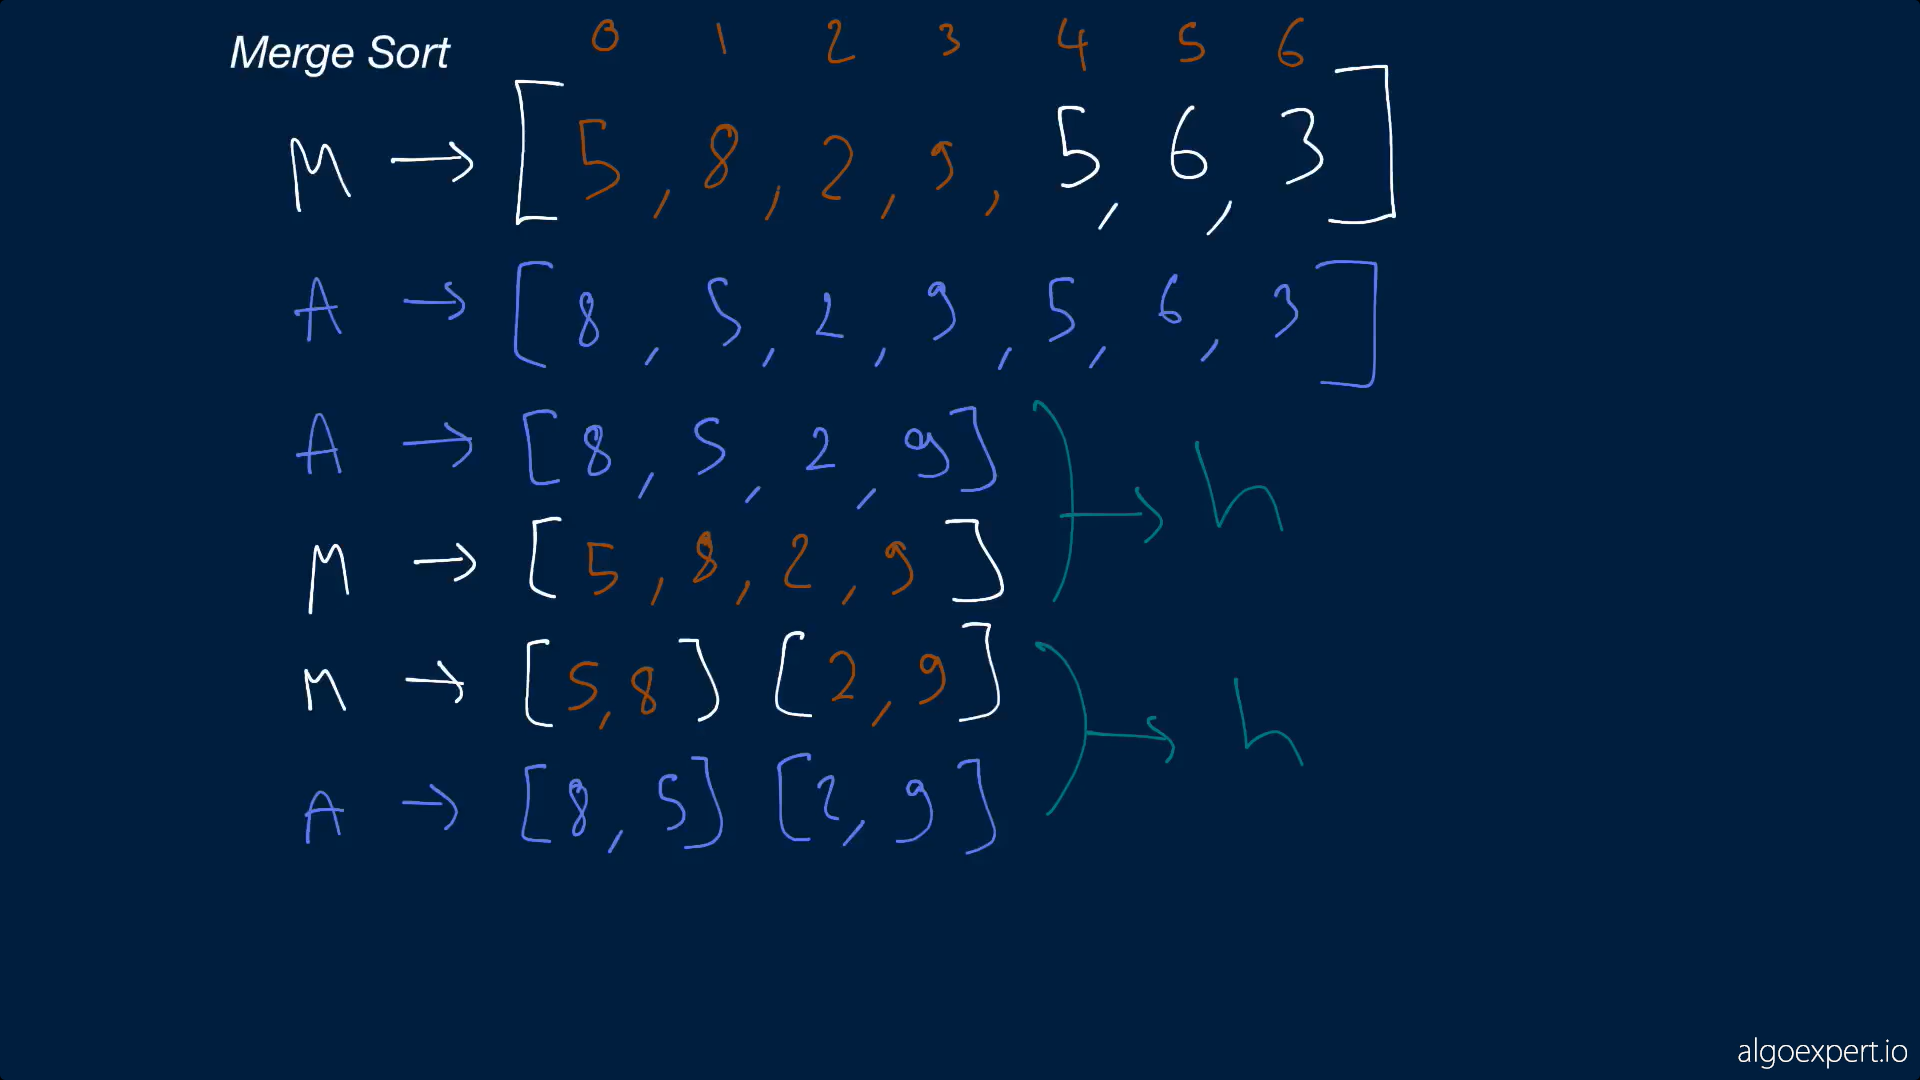 Merge Sort 0 1 2 3 4 5 6
M → [5, 8, 2, 9, 5, 6, 3]
A → [8, 5, 2, 9, 5, 6, 3]
A → [8, 5, 2, 9]
→ n
M → [5, 8, 2, 9]
M → [5, 8] [2, 9]
→ n
A → [8, 5] [2, 9]
algoexpert.io